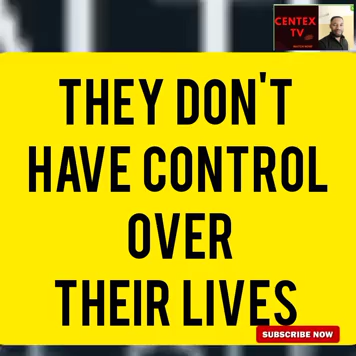 CENTEX
TV
THEY DON'T
HAVE CONTROL
OVER
THEIR LIVES
SUBSCRIBE NOW